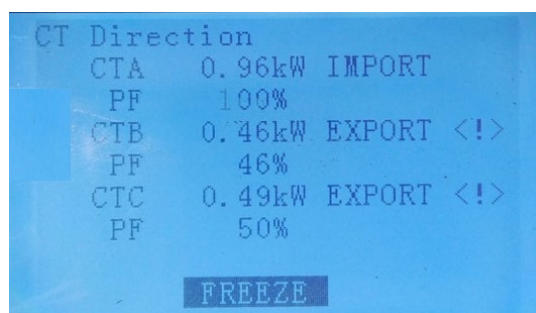 CT Direction
CTA 0.96kW IMPORT
PF 100%
CTB 0.46kW EXPORT <!>
PF 46%
CTC 0.49kW EXPORT <!>
PF 50%
FREEZE